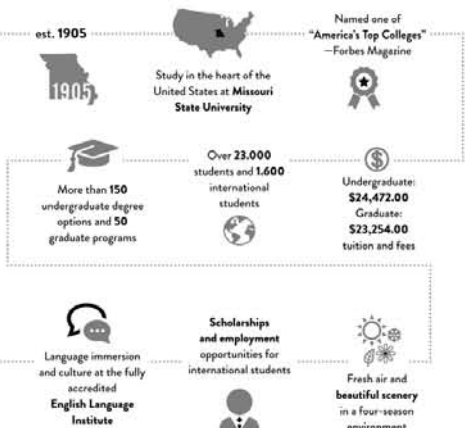 est. 1905
1905
Study in the heart of the
United States at Missouri
State University
Named one of
"America's Top Colleges"
—Forbes Magazine
More than 150
undergraduate degree
options and 50
graduate programs
Over 23.000
students and 1.600
international
students
$
Undergraduate:
$24,472.00
Graduate:
$23,254.00
tuition and fees
Language immersion
and culture at the fully
accredited
English Language
Institute
Scholarships
and employment
opportunities for
international students
Fresh air and
beautiful scenery
in a four-season
environment